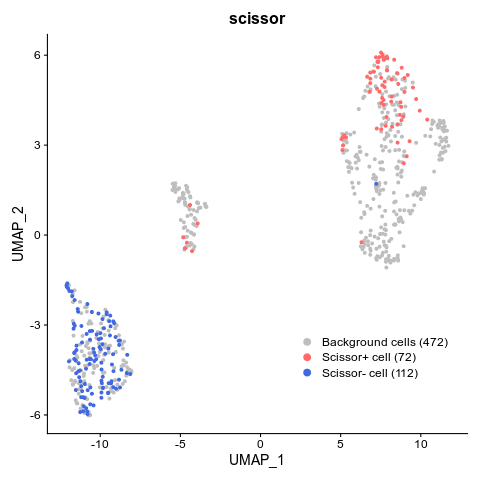 scissor
6
3
0
-3
-6
UMAP_2
Background cells (472)
Scissor+ cell (72)
Scissor- cell (112)
-10
-5
0
5
10
UMAP_1